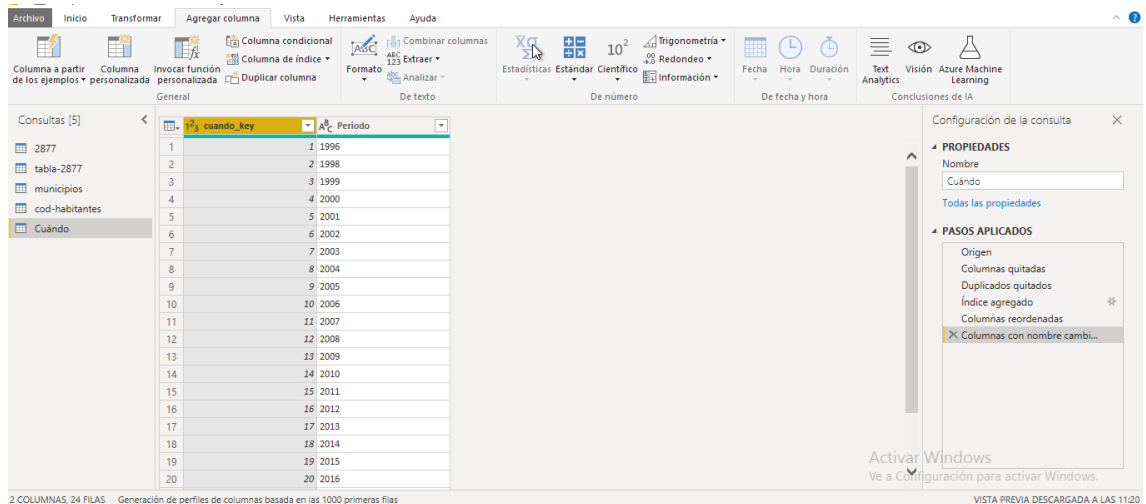 Archivo Inicio Transformar Agregar columna Vista Herramientas Ayuda
Columna a partir de los ejemplos
Columna personalizada
Invocar función personalizada
Columna condicional
Columna de índice
Duplicar columna
General
Formato
Combinar columnas
Extraer
Analizar
De texto
Estadísticas
Estándar
Científico
Trigonometría
Redondeo
Información
De número
Fecha
Hora
Duración
De fecha y hora
Text Analytics
Visión
Azure Machine Learning
Conclusiones de IA
Consultas [5]
2877
tabla-2877
municipios
cod-habitantes
Cuándo
cuando_key Periodo
1 1 1996
2 2 1998
3 3 1999
4 4 2000
5 5 2001
6 6 2002
7 7 2003
8 8 2004
9 9 2005
10 10 2006
11 11 2007
12 12 2008
13 13 2009
14 14 2010
15 15 2011
16 16 2012
17 17 2013
18 18 2014
19 19 2015
20 20 2016
Configuración de la consulta
PROPIEDADES
Nombre
Cuándo
Todas las propiedades
PASOS APLICADOS
Origen
Columnas quitadas
Duplicados quitados
Índice agregado
Columnas reordenadas
Columnas con nombre cambi...
Activar Windows
Ve a Configuración para activar Windows.
2 COLUMNAS, 24 FILAS Generación de perfiles de columnas basada en las 1000 primeras filas
VISTA PREVIA DESCARGADA A LAS 11:20